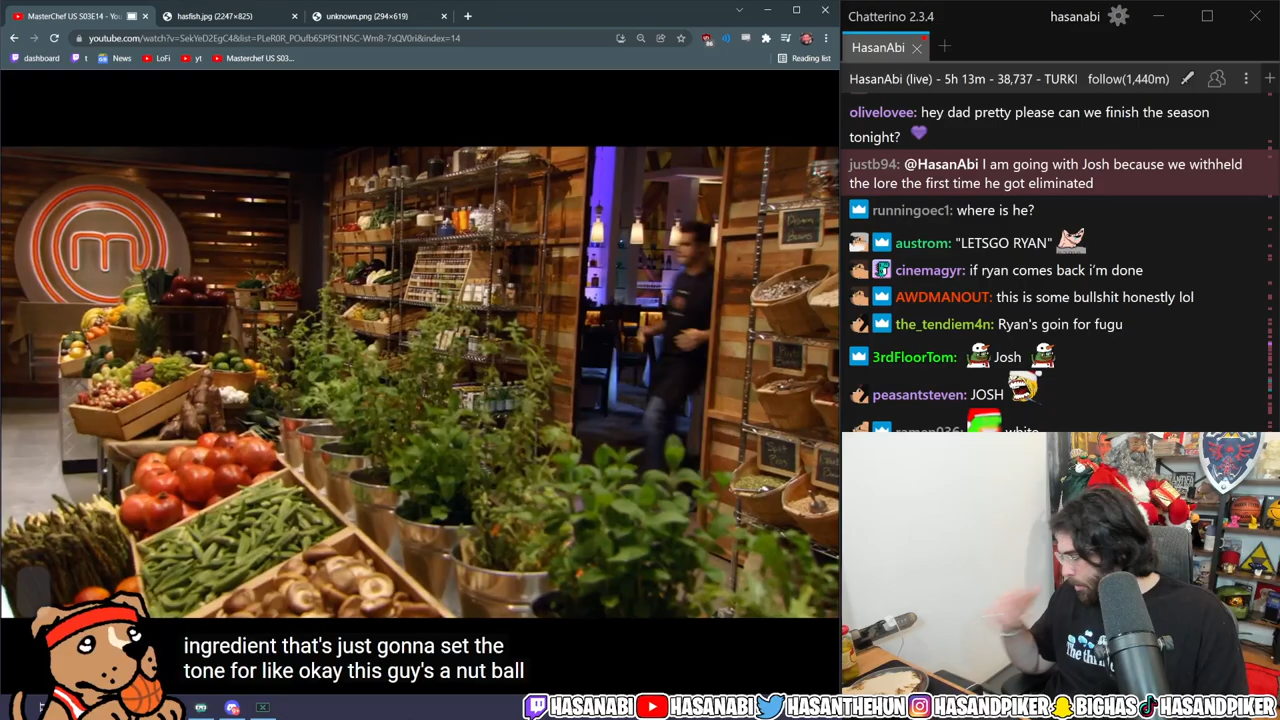 MasterChef US S03E14 - You
hasfish.jpg (2247×825)
unknown.png (294×619)
youtube.com/watch?v=SekYeD2EgC4&list=PLeR0R_POufb65PfSt1N5C-Wm8-7sQV0ri&index=14
dashboard
t
News
LoFi
yt
Masterchef US S03...
Reading list
ingredient that's just gonna set the
tone for like okay this guy's a nut ball
Chatterino 2.3.4
hasanabi
HasanAbi
HasanAbi (live) - 5h 13m - 38,737 - TURKI
follow(1,440m)
olivelovee: hey dad pretty please can we finish the season
tonight?
justb94: @HasanAbi I am going with Josh because we withheld
the lore the first time he got eliminated
runningoec1: where is he?
austrom: "LETSGO RYAN"
cinemagyr: if ryan comes back i'm done
AWDMANOUT: this is some bullshit honestly lol
the_tendiem4n: Ryan's goin for fugu
3rdFloorTom: Josh
peasantsteven: JOSH
HASANABI HASANABI HASANTHEHUN HASANDPIKER BIGHAS HASANDPIKER